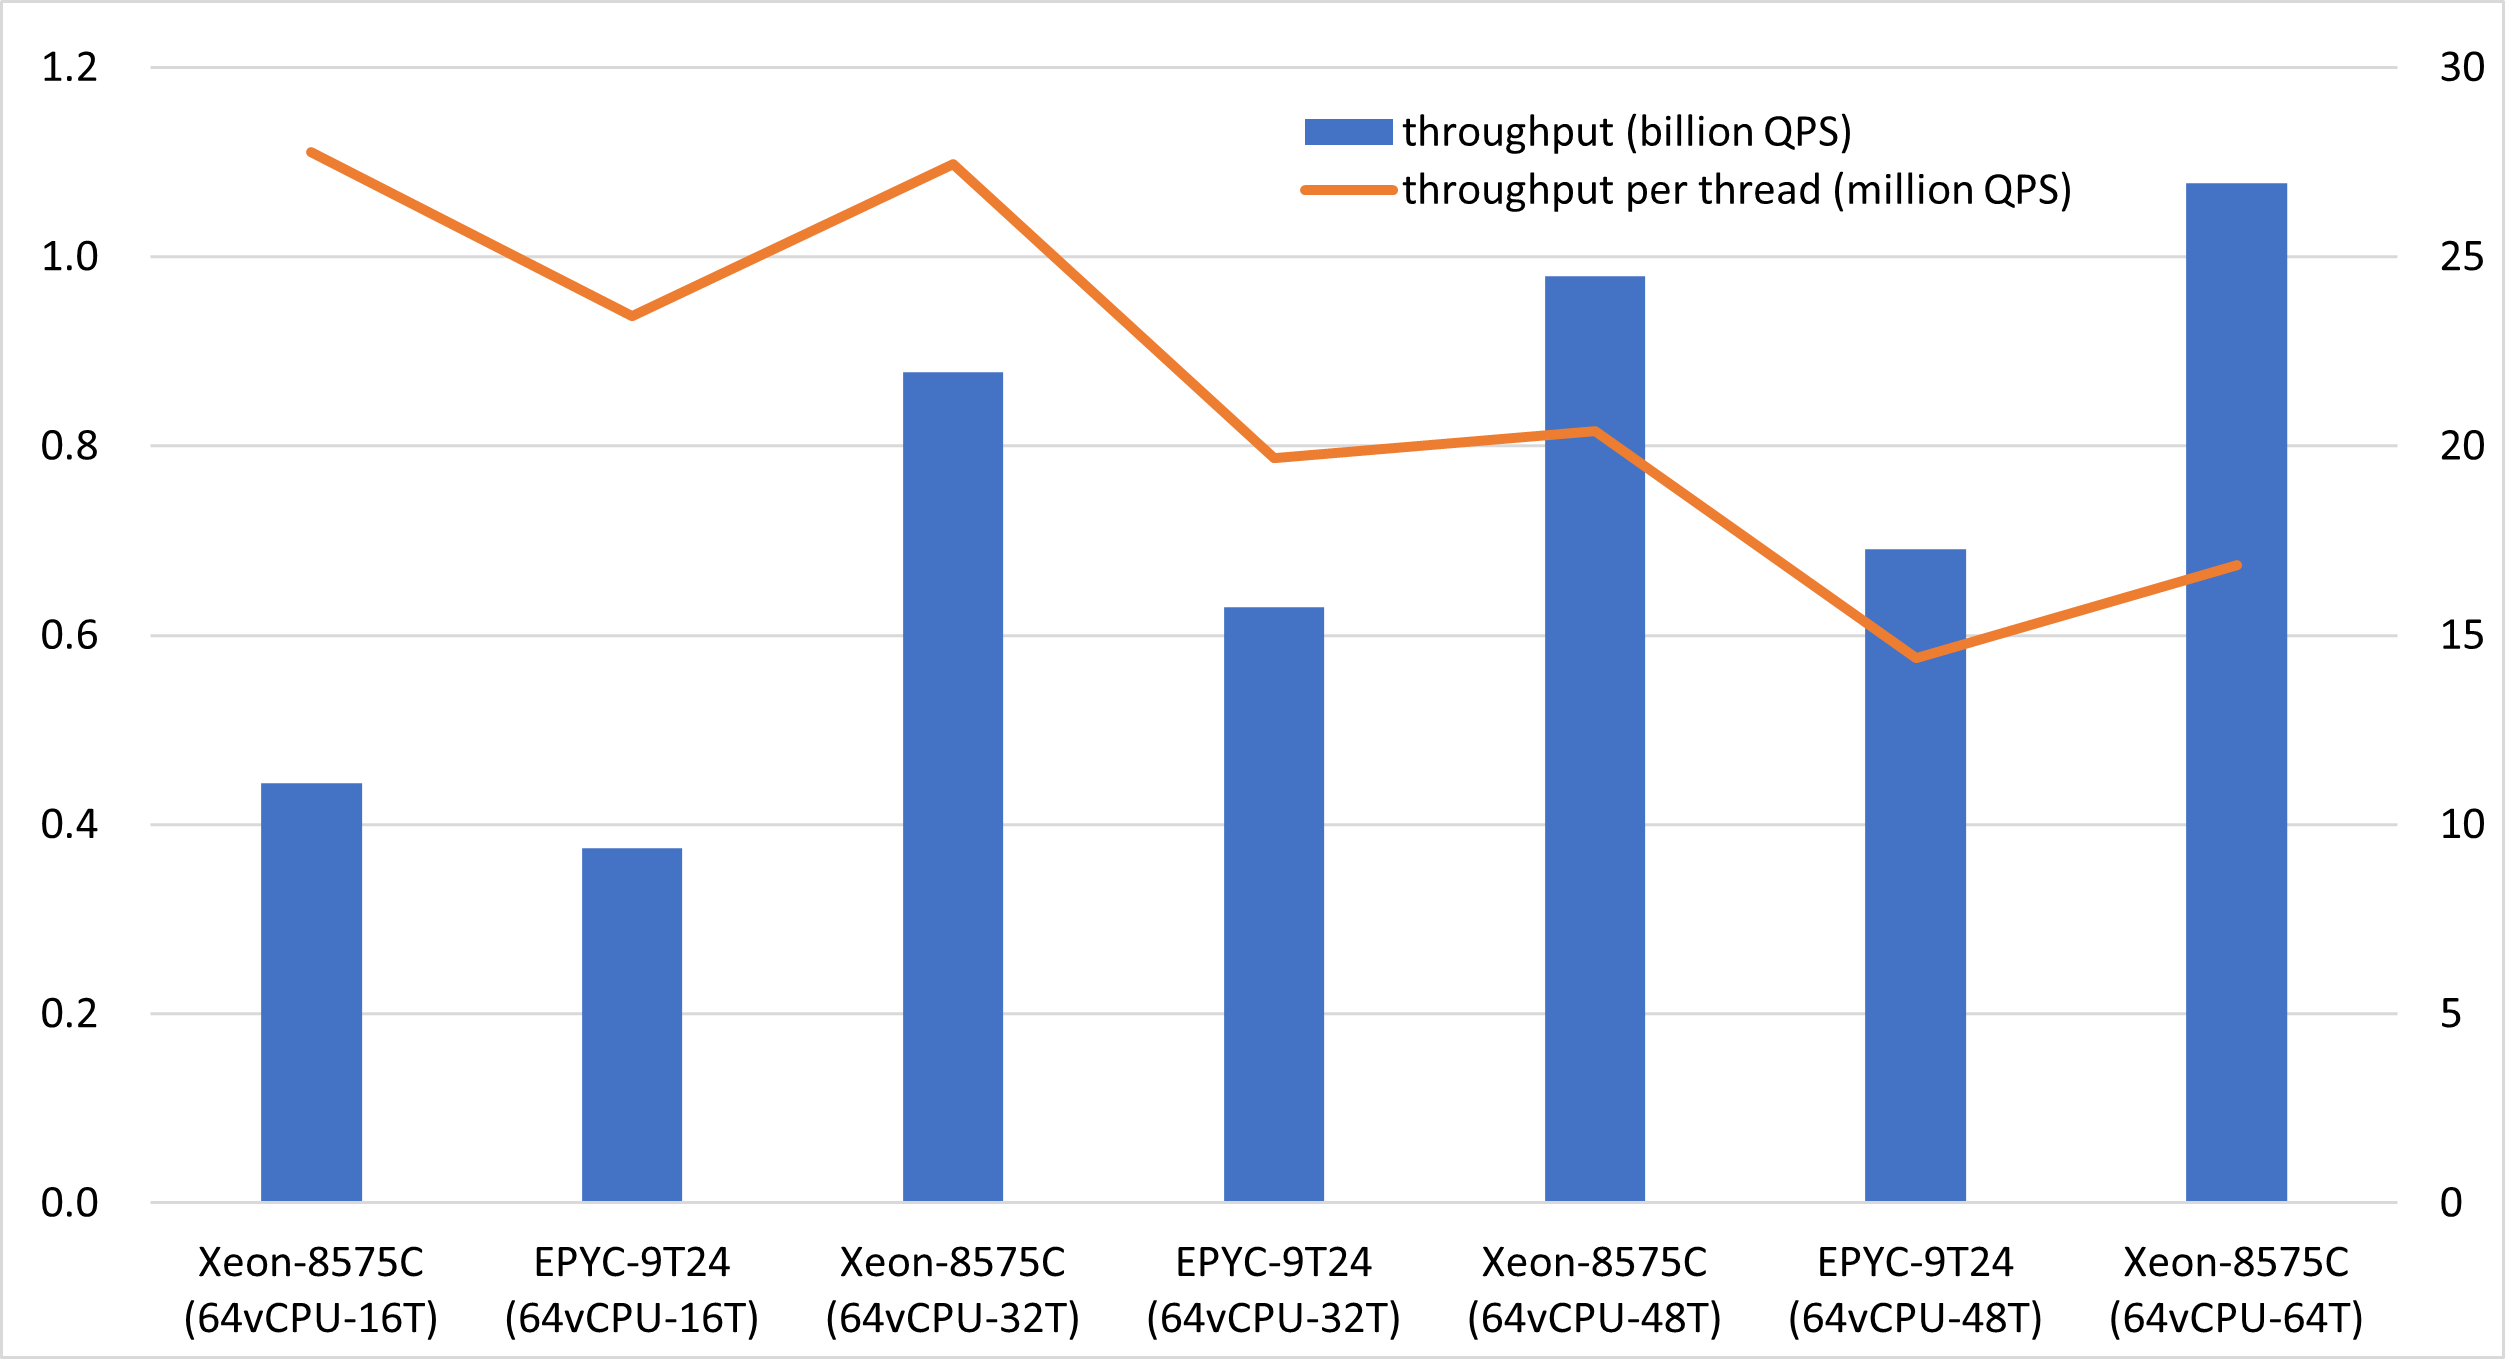 1.2
1.0
0.8
0.6
0.4
0.2
0.0
30
25
20
15
10
5
0
throughput (billion QPS)
throughput per thread (million QPS)
Xeon-8575C
(64vCPU-16T)
EPYC-9T24
(64vCPU-16T)
Xeon-8575C
(64vCPU-32T)
EPYC-9T24
(64vCPU-32T)
Xeon-8575C
(64vCPU-48T)
EPYC-9T24
(64vCPU-48T)
Xeon-8575C
(64vCPU-64T)